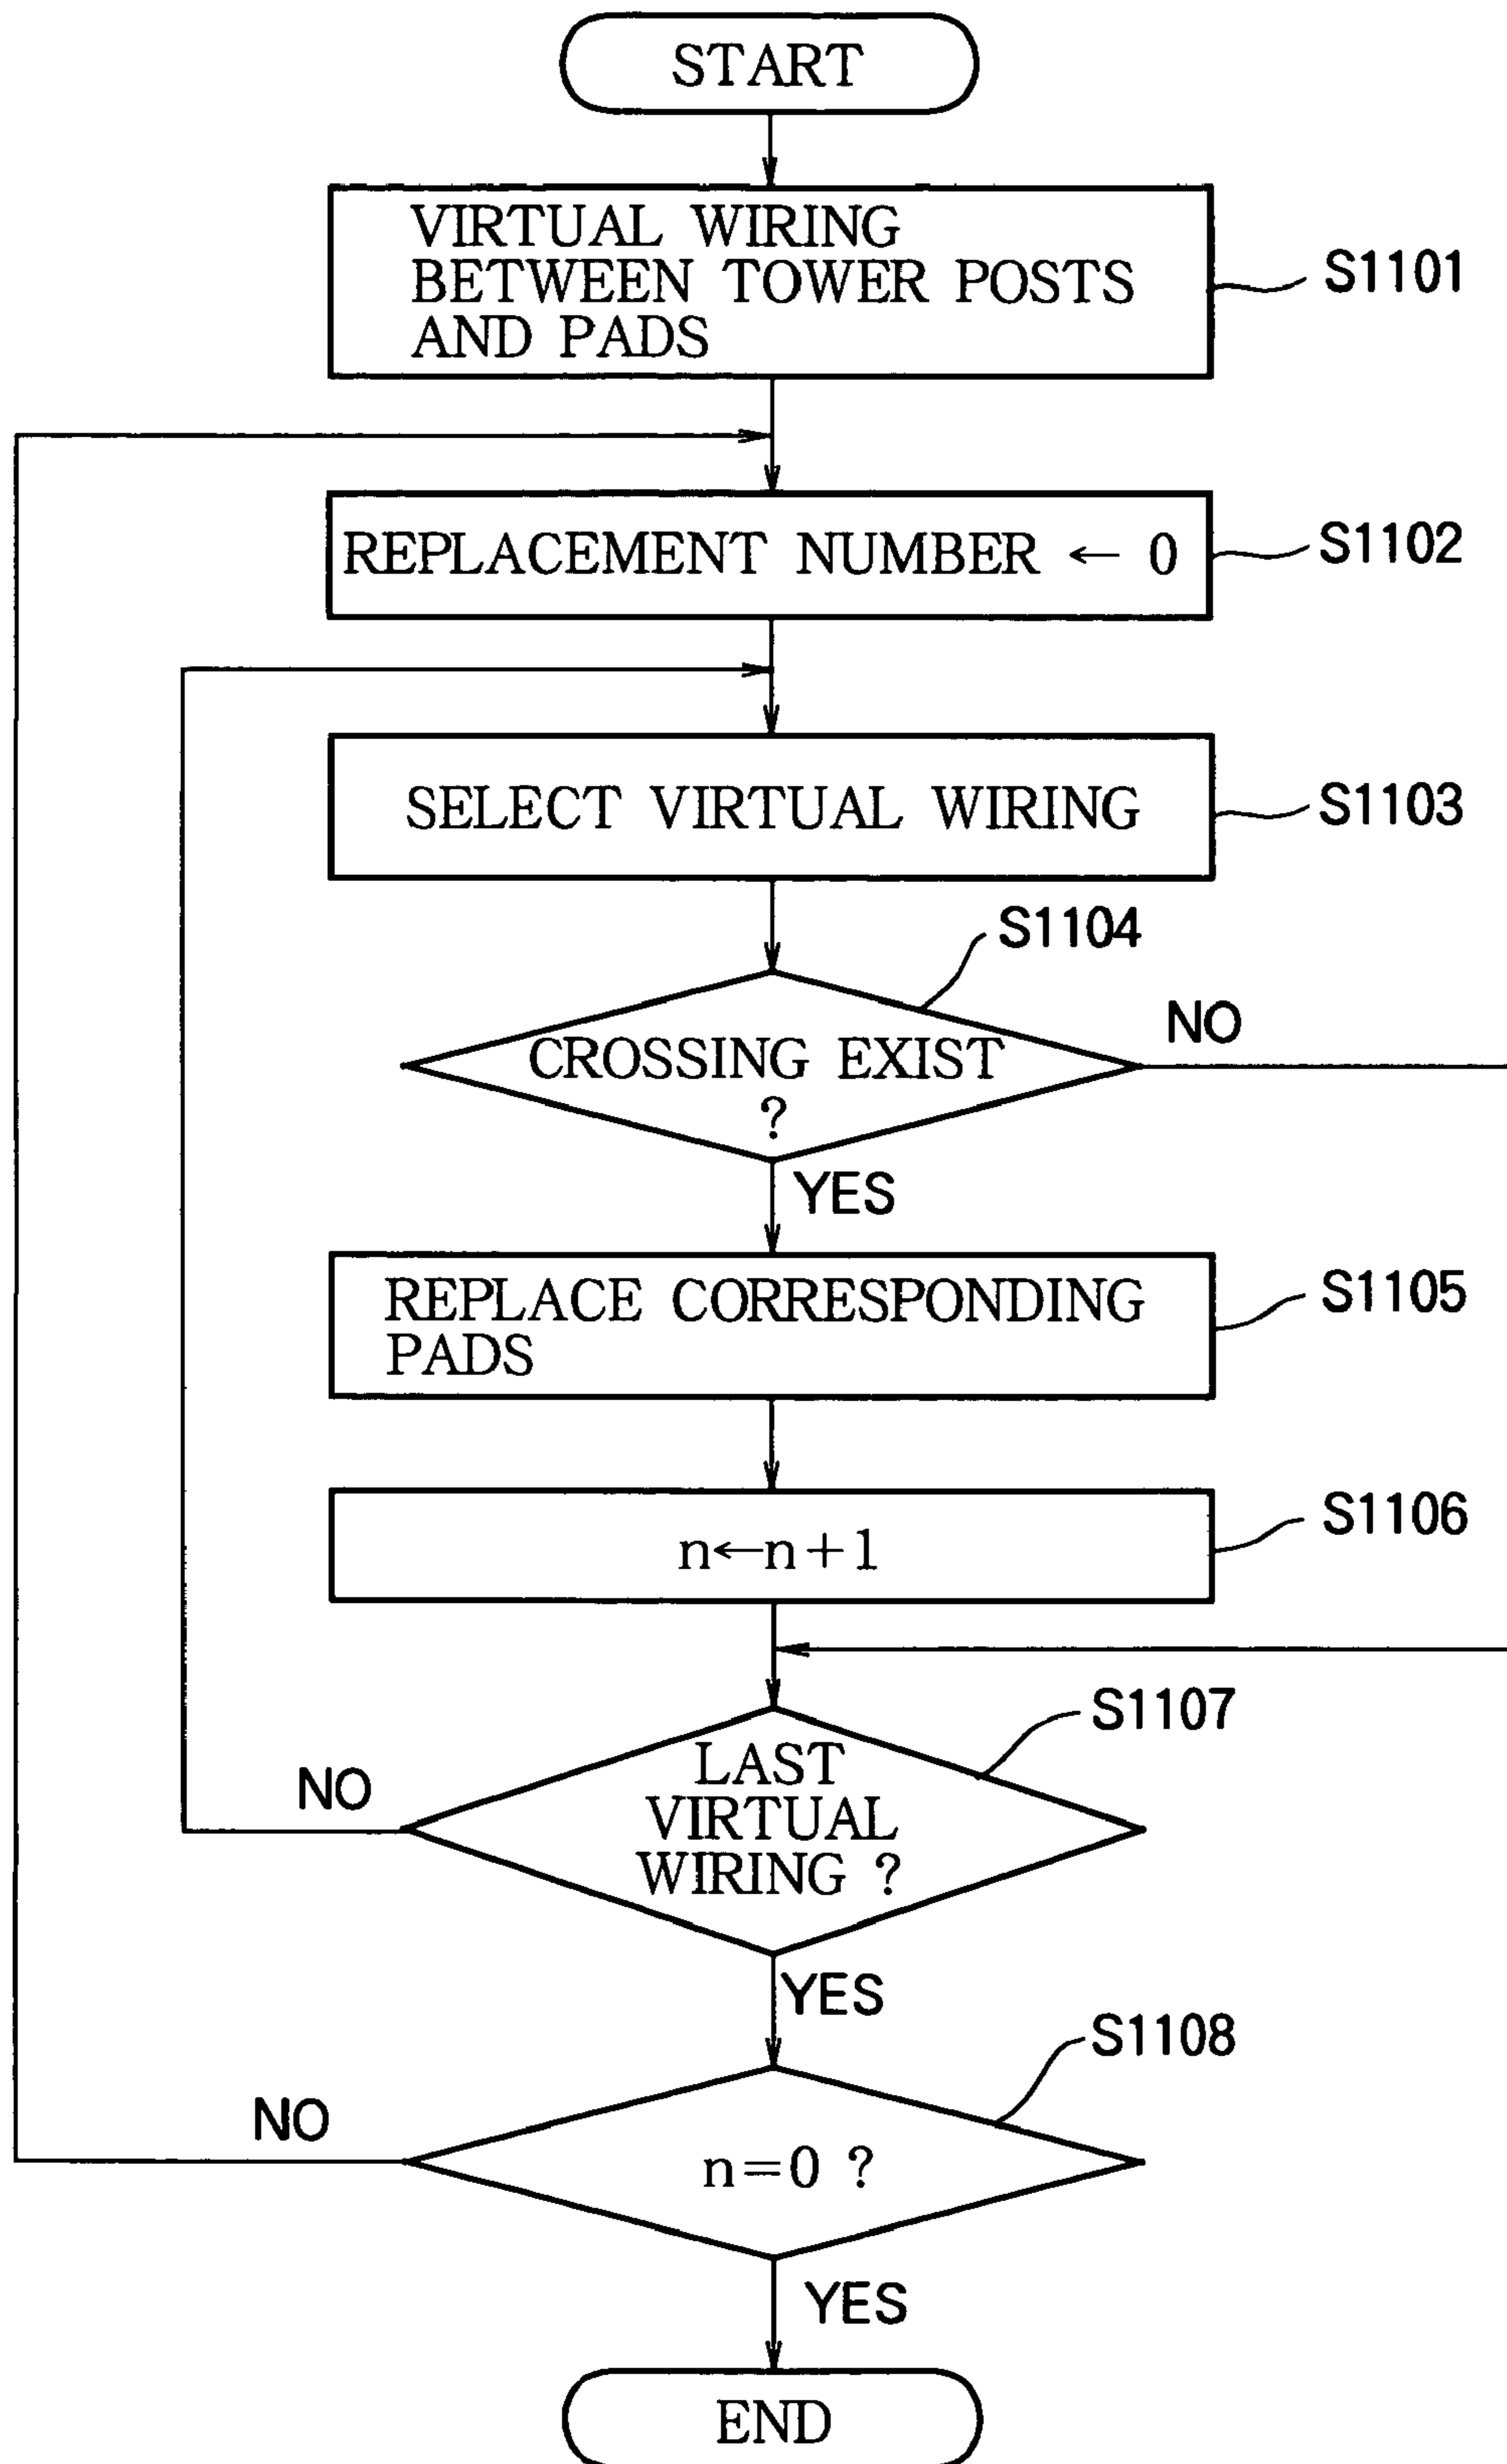 START
VIRTUAL WIRING
BETWEEN TOWER POSTS
AND PADS
S1101
REPLACEMENT NUMBER ← 0
S1102
SELECT VIRTUAL WIRING
S1103
S1104
CROSSING EXIST
?
NO
YES
REPLACE CORRESPONDING
PADS
S1105
n←n+1
S1106
S1107
LAST
VIRTUAL
WIRING ?
NO
YES
S1108
n=0 ?
NO
YES
END